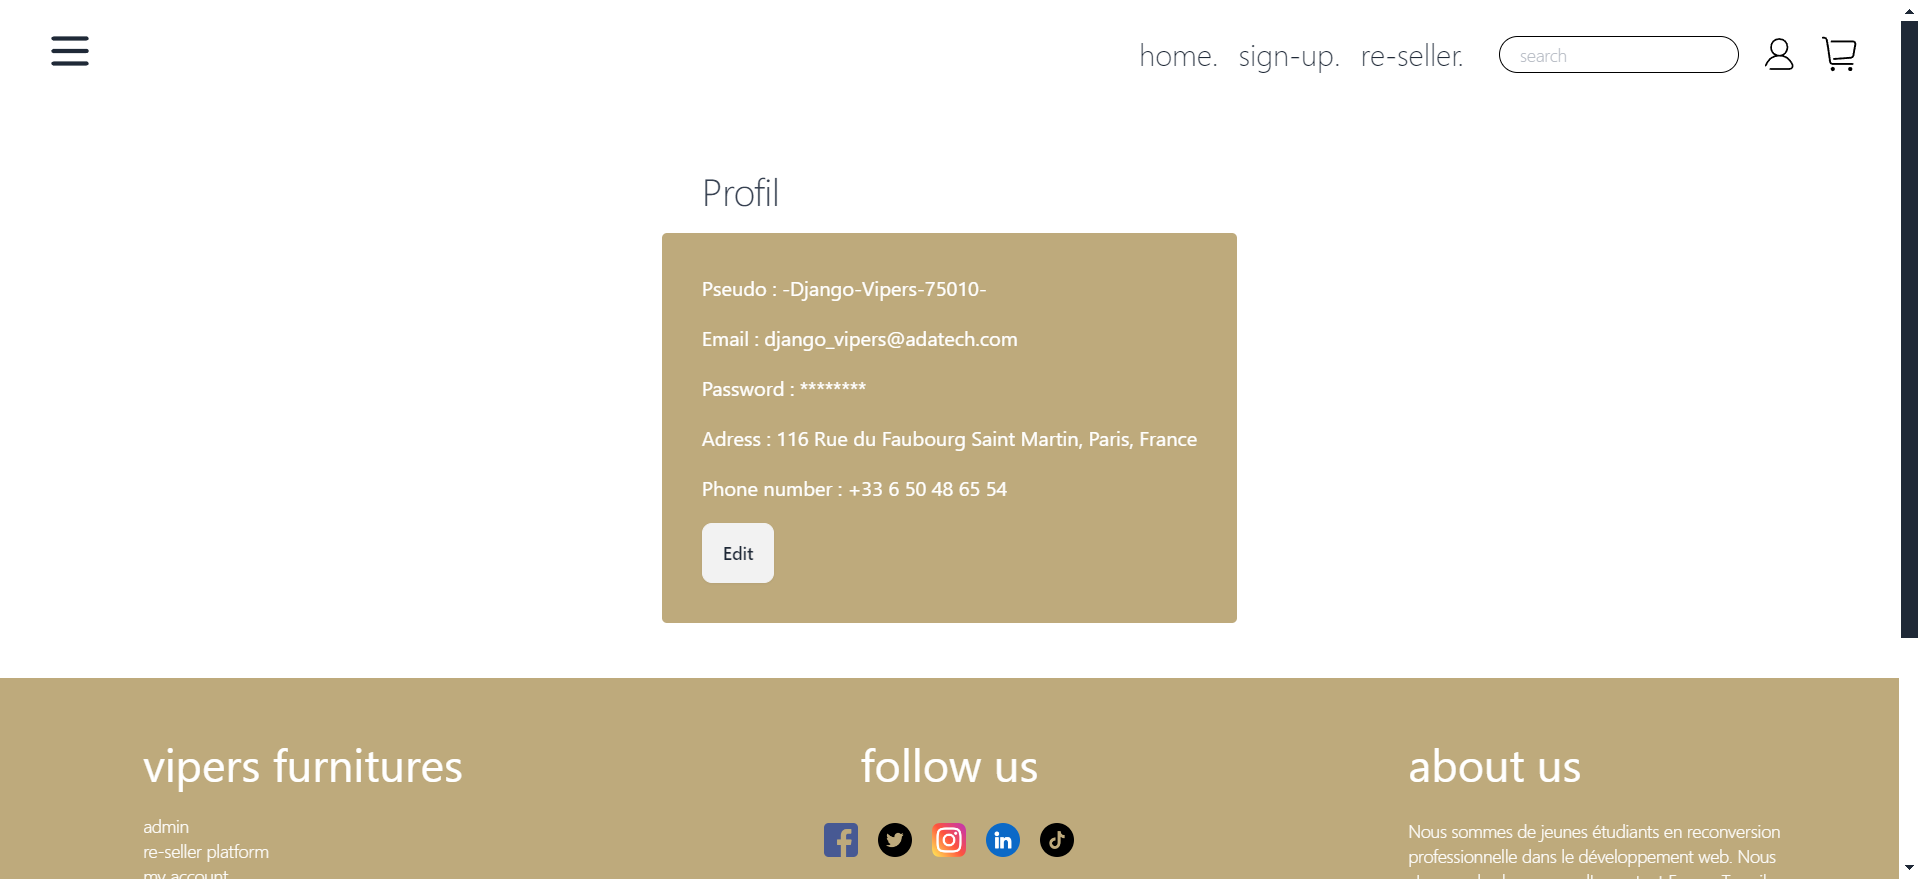 home. sign-up. re-seller. search
Profil
Pseudo : -Django-Vipers-75010-
Email : django_vipers@adatech.com
Password : ********
Adress : 116 Rue du Faubourg Saint Martin, Paris, France
Phone number : +33 6 50 48 65 54
Edit
vipers furnitures
admin
re-seller platform
my account
follow us
about us
Nous sommes de jeunes étudiants en reconversion
professionnelle dans le développement web. Nous